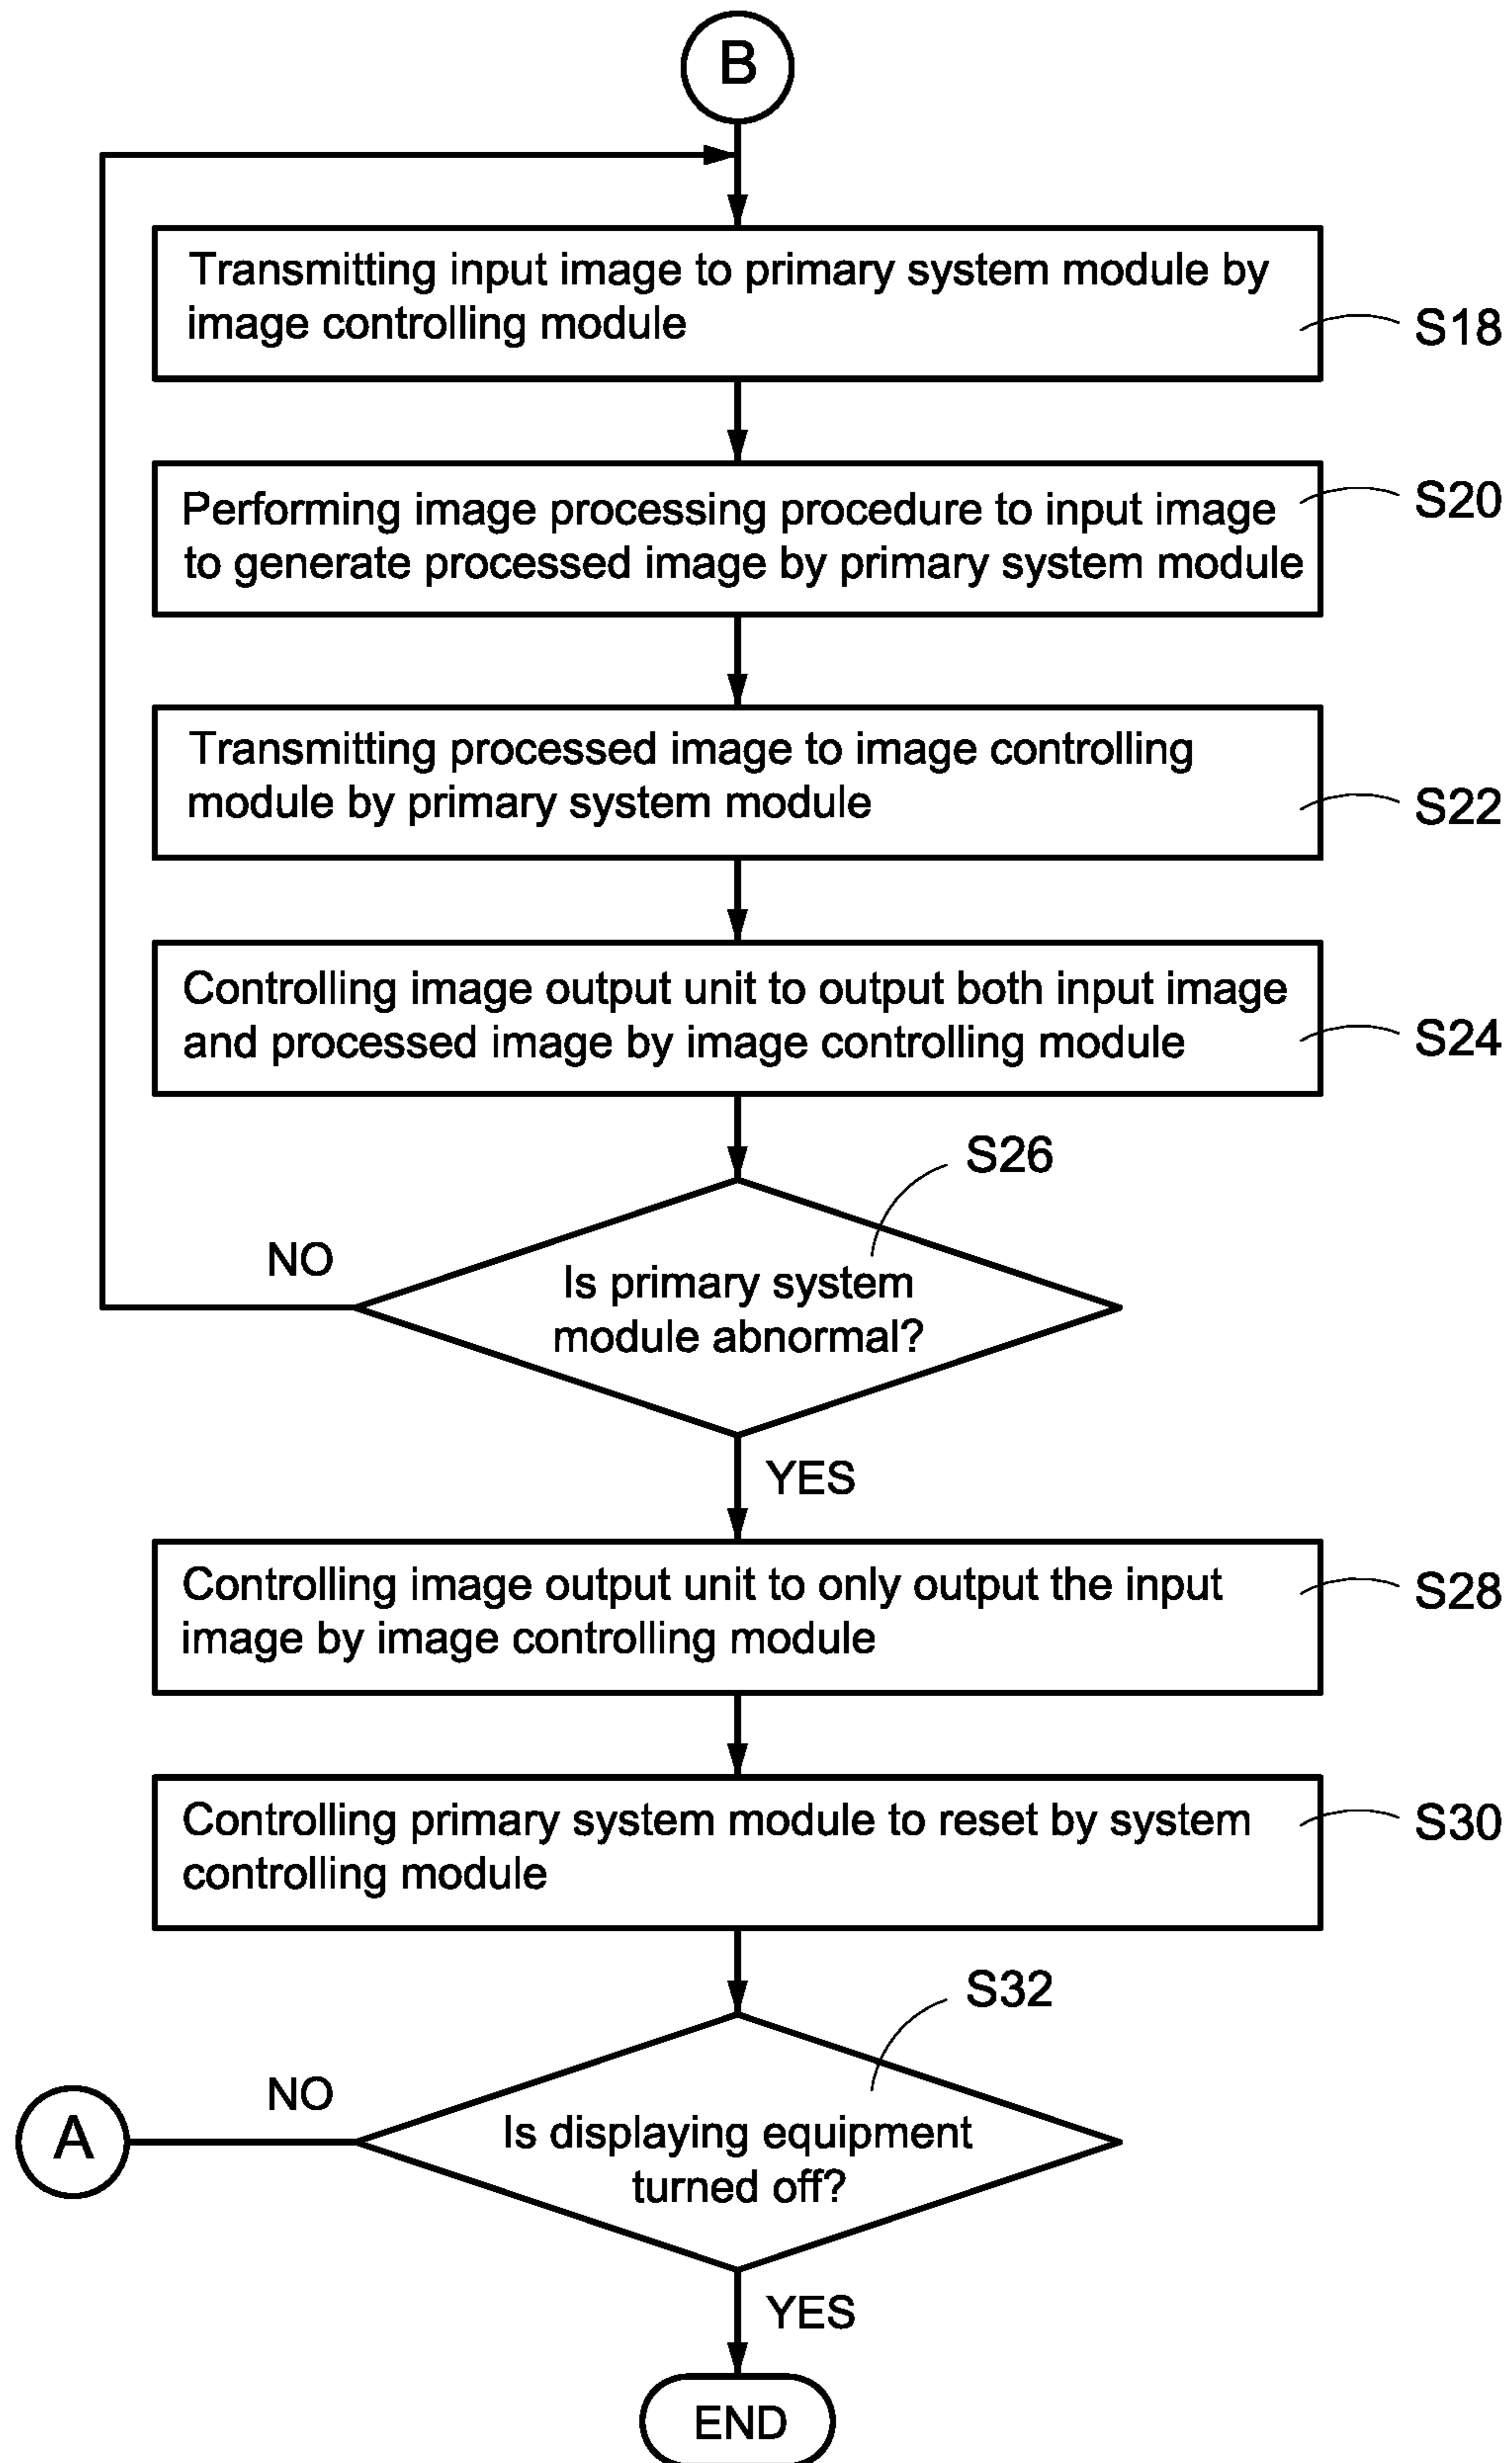 B
Transmitting input image to primary system module by
image controlling module
S18
Performing image processing procedure to input image
to generate processed image by primary system module
S20
Transmitting processed image to image controlling
module by primary system module
S22
Controlling image output unit to output both input image
and processed image by image controlling module
S24
S26
NO
Is primary system
module abnormal?
YES
Controlling image output unit to only output the input
image by image controlling module
S28
Controlling primary system module to reset by system
controlling module
S30
S32
NO
A
Is displaying equipment
turned off?
YES
END